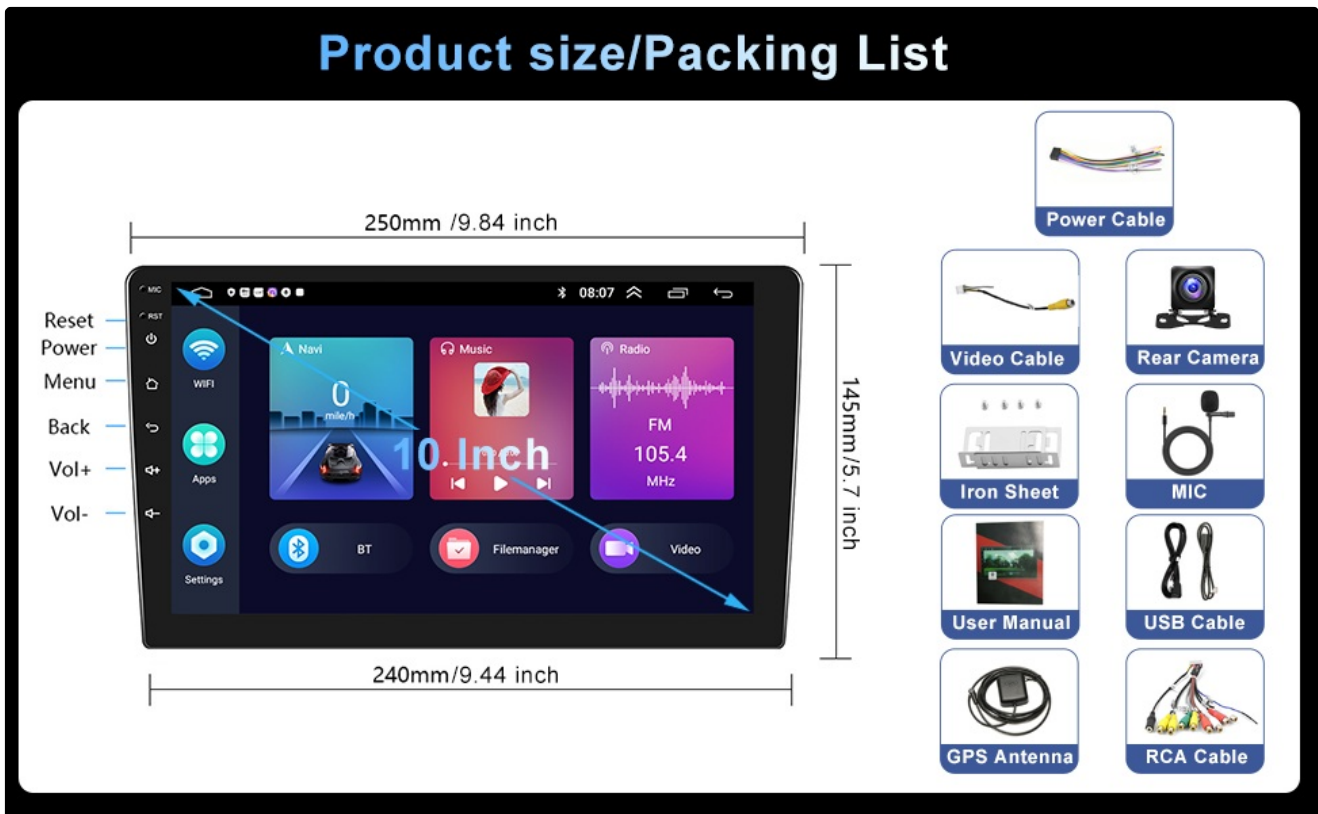 Product size/Packing List
250mm /9.84 inch
MIC
RST
08:07
Reset
Power
Menu
Back
Vol+
Vol-
WIFI
Apps
Settings
Navi
0
mile/h
Music
Radio
FM
105.4
MHz
10. Inch
BT
Filemanager
Video
145mm/5.7 inch
240mm/9.44 inch
Power Cable
Video Cable
Rear Camera
Iron Sheet
MIC
User Manual
USB Cable
GPS Antenna
RCA Cable